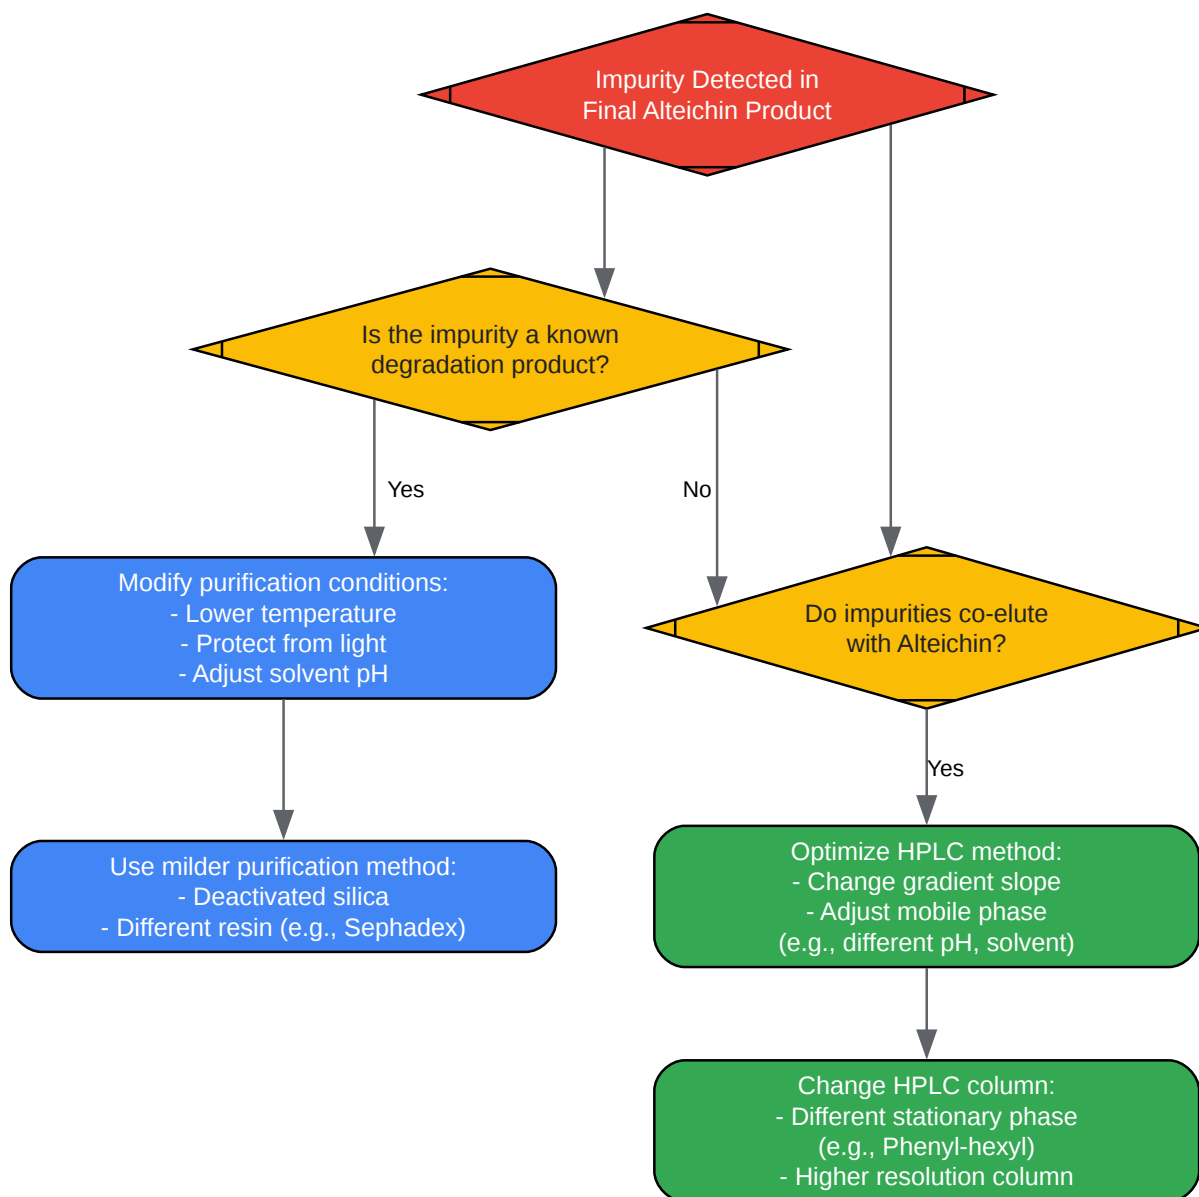 Impurity Detected in
Final Alteichin Product
Is the impurity a known
degradation product?
Yes
No
Modify purification conditions:
- Lower temperature
- Protect from light
- Adjust solvent pH
Do impurities co-elute
with Alteichin?
Yes
Use milder purification method:
- Deactivated silica
- Different resin (e.g., Sephadex)
Optimize HPLC method:
- Change gradient slope
- Adjust mobile phase
(e.g., different pH, solvent)
Change HPLC column:
- Different stationary phase
(e.g., Phenyl-hexyl)
- Higher resolution column